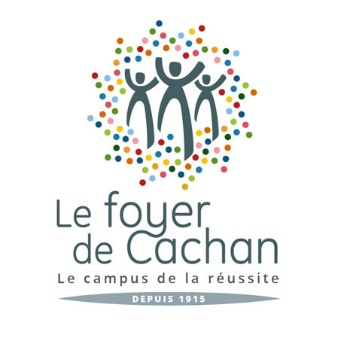 Le foyer
de Cachan
Le campus de la réussite
DEPUIS 1915